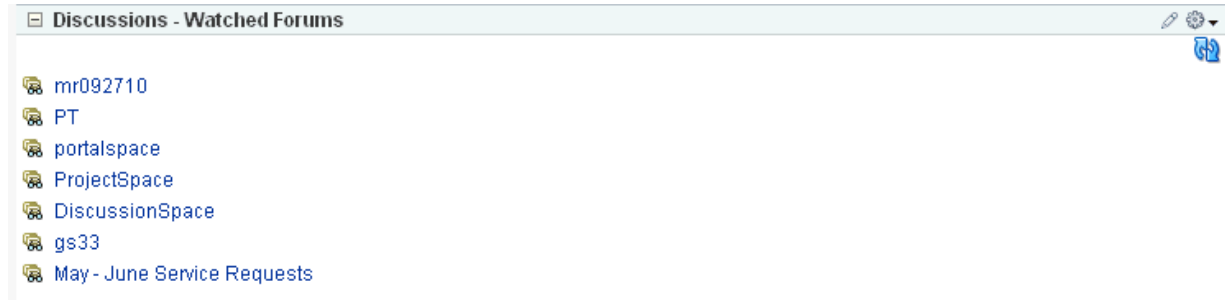 Discussions - Watched Forums
mr092710
PT
portalspace
ProjectSpace
DiscussionSpace
gs33
May - June Service Requests